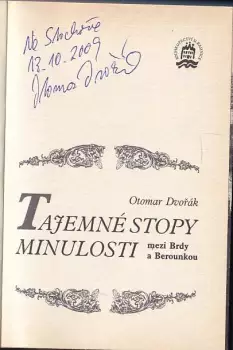 Na Stochově
13.10.2009
Otomar Dvořák
Otomar Dvořák
TAJEMNÉ STOPY
MINULOSTI
mezi Brdy
a Berounkou